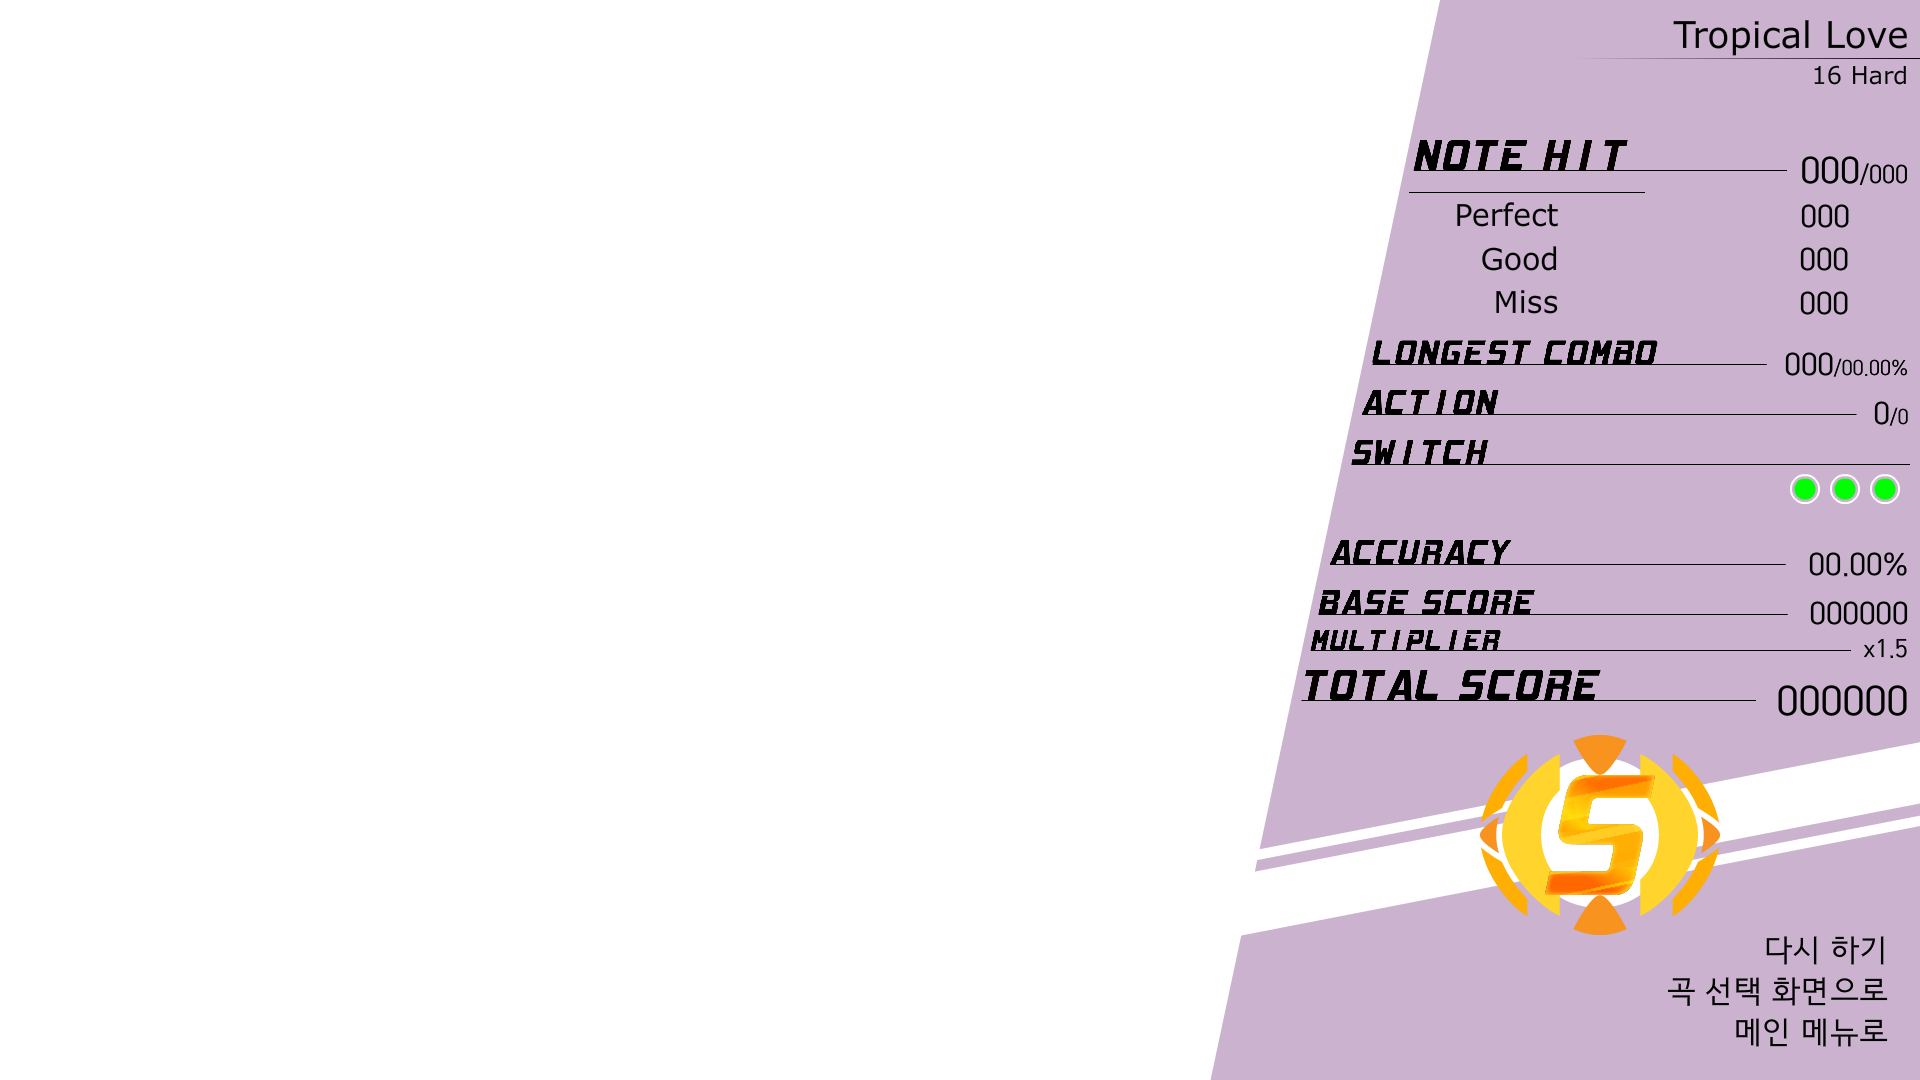 Tropical Love
16 Hard
NOTE HIT 000/000
Perfect 000
Good 000
Miss 000
LONGEST COMBO 000/00.00%
ACTION 0/0
SWITCH
ACCURACY 00.00%
BASE SCORE 000000
MULTIPLIER x1.5
TOTAL SCORE 000000
S
다시 하기
곡 선택 화면으로
메인 메뉴로